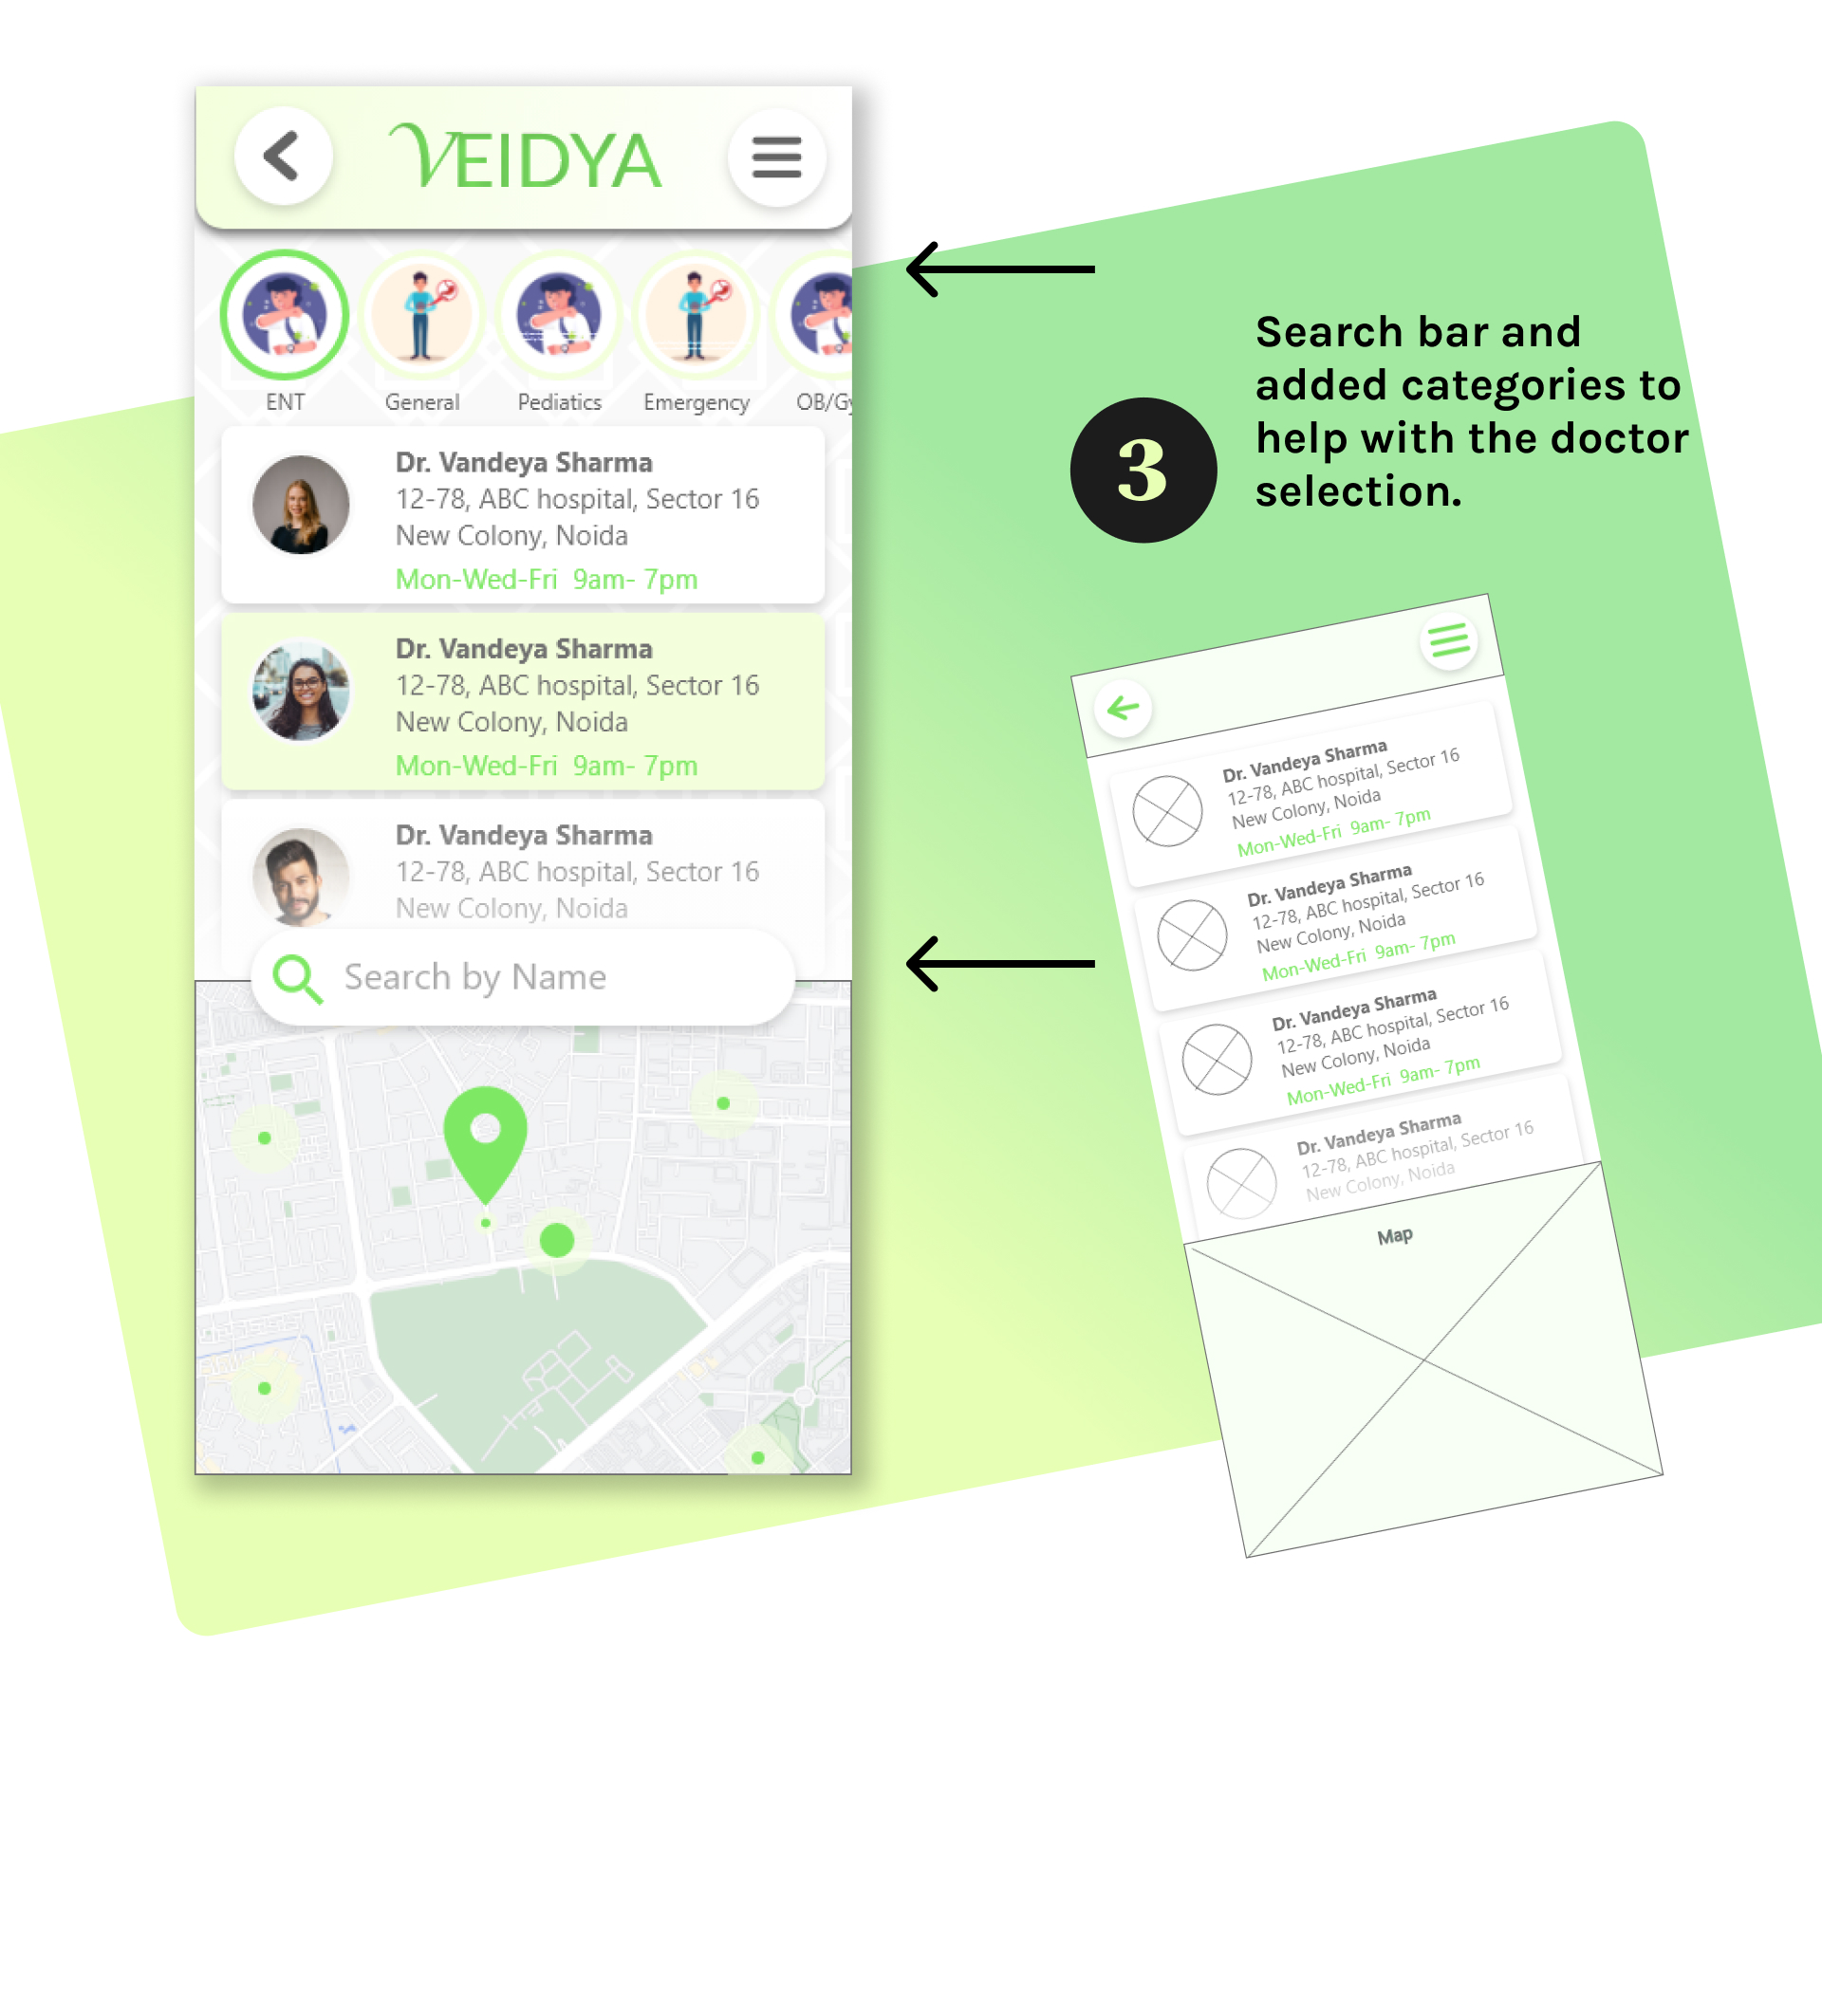 VEIDYA
ENT
General
Pediatics
Emergency
OB/Gy
Dr. Vandeya Sharma
12-78, ABC hospital, Sector 16
New Colony, Noida
Mon-Wed-Fri 9am- 7pm
Dr. Vandeya Sharma
12-78, ABC hospital, Sector 16
New Colony, Noida
Mon-Wed-Fri 9am- 7pm
Dr. Vandeya Sharma
12-78, ABC hospital, Sector 16
New Colony, Noida
Search by Name
3
Search bar and
added categories to
help with the doctor
selection.
Dr. Vandeya Sharma
12-78, ABC hospital, Sector 16
New Colony, Noida
Mon-Wed-Fri 9am- 7pm
Dr. Vandeya Sharma
12-78, ABC hospital, Sector 16
New Colony, Noida
Mon-Wed-Fri 9am- 7pm
Dr. Vandeya Sharma
12-78, ABC hospital, Sector 16
New Colony, Noida
Mon-Wed-Fri 9am- 7pm
Dr. Vandeya Sharma
12-78, ABC hospital, Sector 16
New Colony, Noida
Map